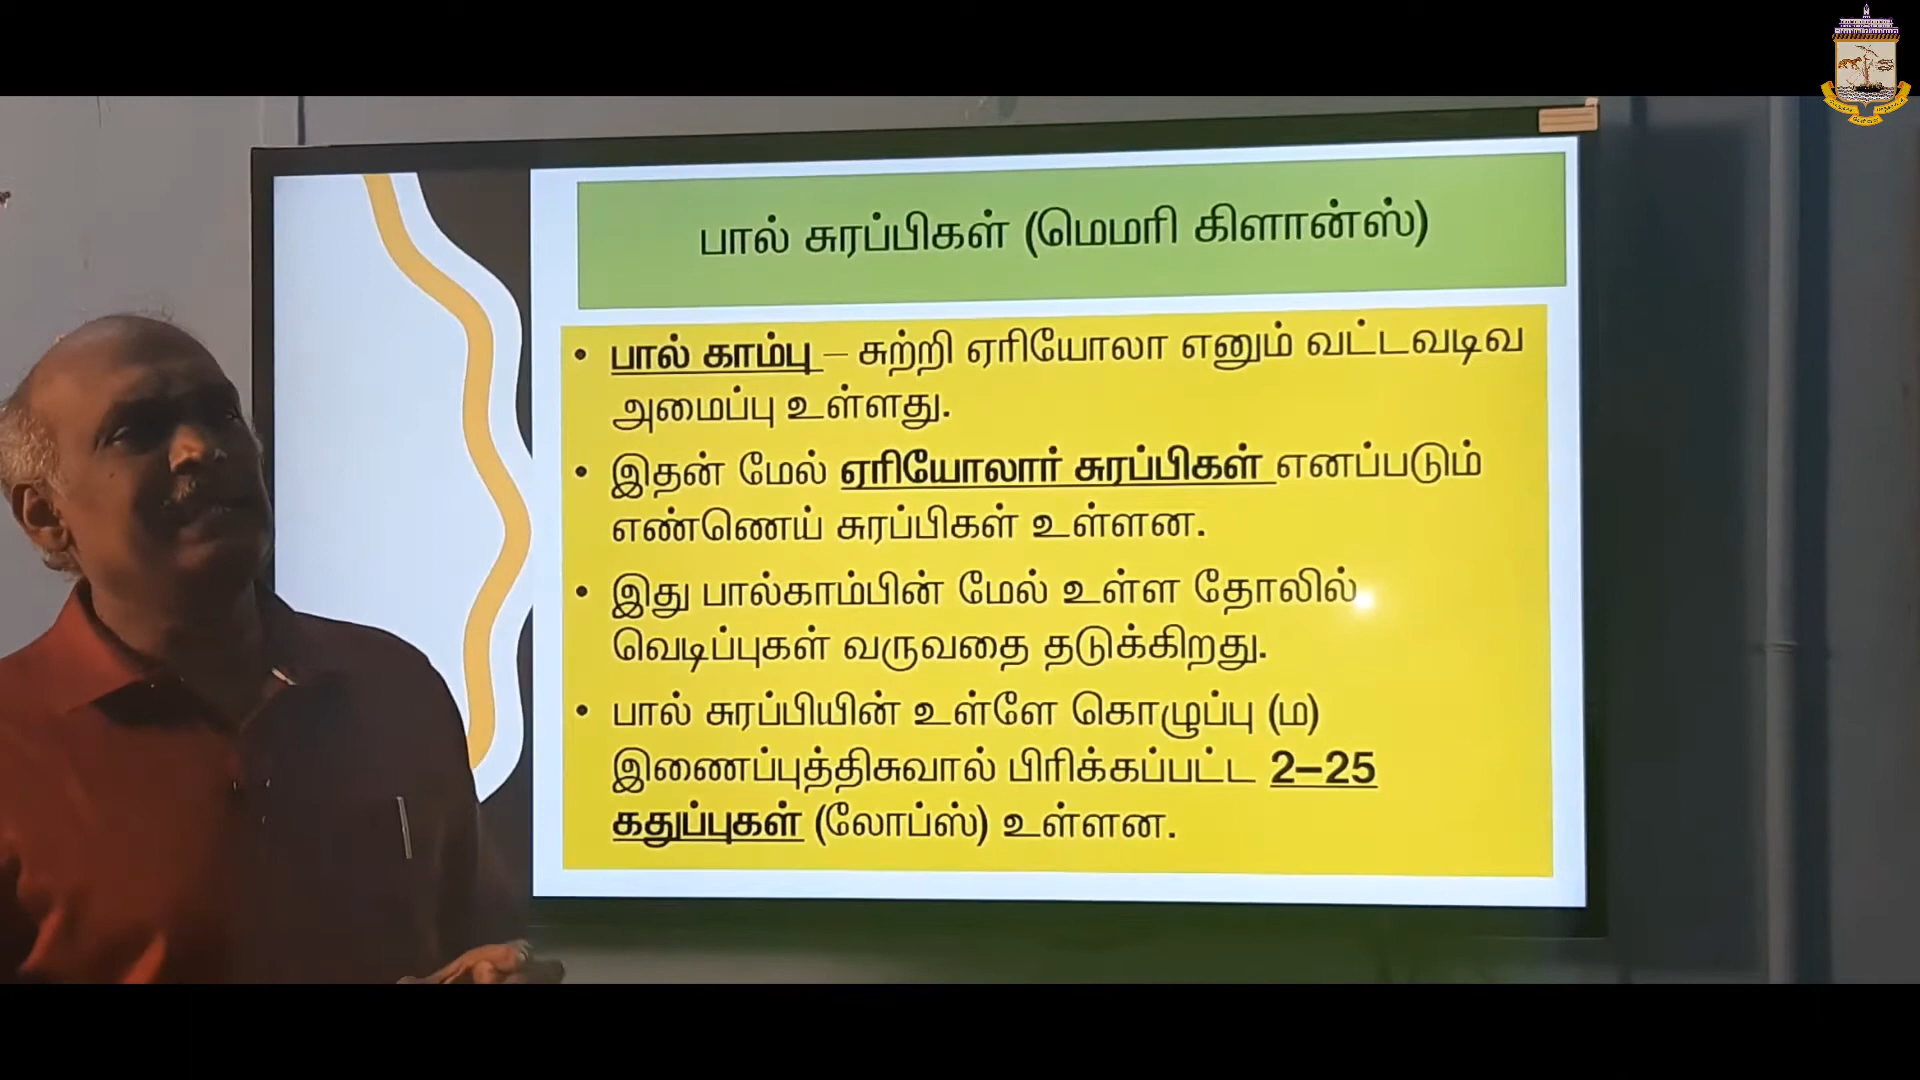 பால் சுரப்பிகள் (மெமரி கிளான்ஸ்)
• பால் காம்பு – சுற்றி ஏரியோலா எனும் வட்டவடிவ
அமைப்பு உள்ளது.
• இதன் மேல் ஏரியோலார் சுரப்பிகள் எனப்படும்
எண்ணெய் சுரப்பிகள் உள்ளன.
• இது பால்காம்பின் மேல் உள்ள தோலில்
வெடிப்புகள் வருவதை தடுக்கிறது.
• பால் சுரப்பியின் உள்ளே கொழுப்பு (ம)
இணைப்புத்திசுவால் பிரிக்கப்பட்ட 2–25
கதுப்புகள் (லோப்ஸ்) உள்ளன.